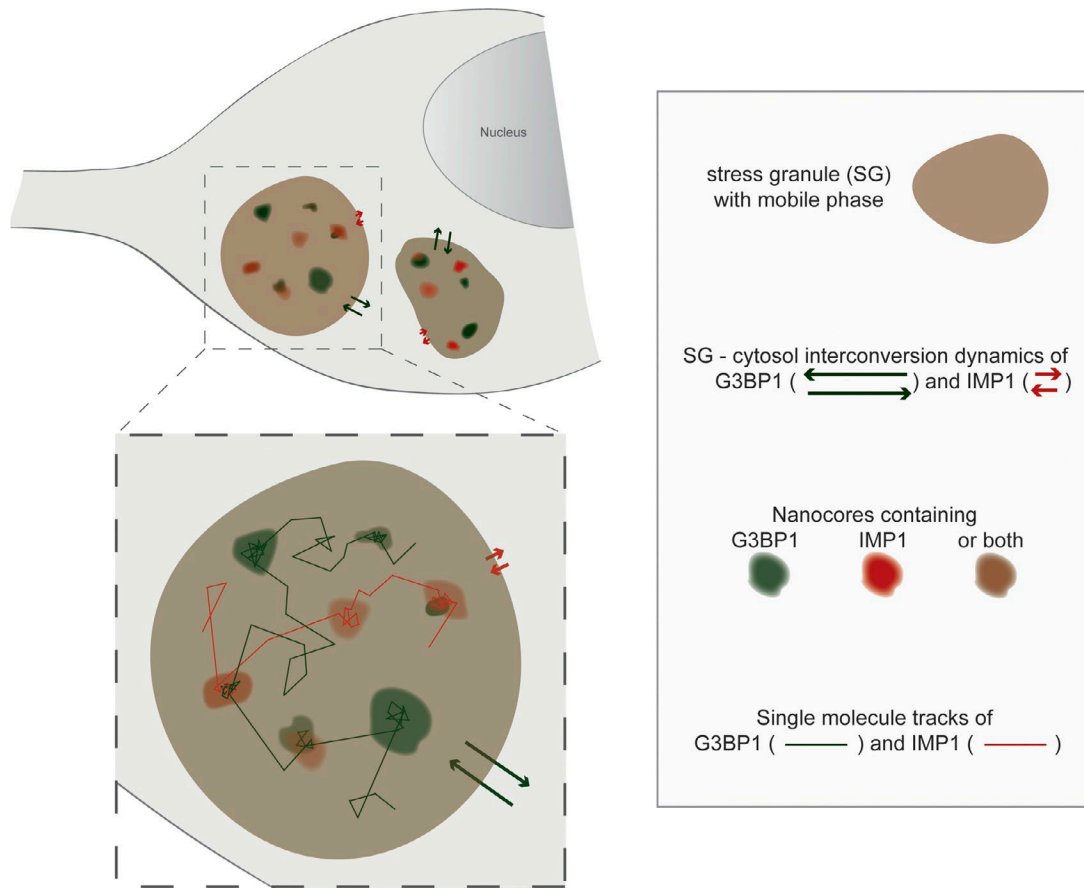 Nucleus
stress granule (SG)
with mobile phase
SG - cytosol interconversion dynamics of
G3BP1 ( ) and IMP1 ( )
Nanocores containing
G3BP1 IMP1 or both
Single molecule tracks of
G3BP1 ( ) and IMP1 ( )